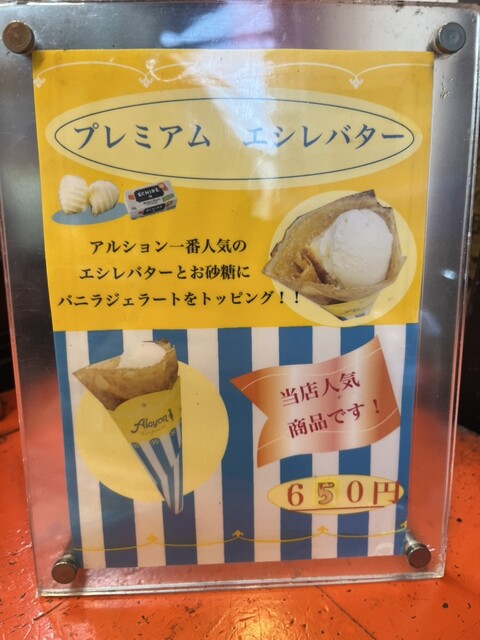 プレミアム　エシレバター
ECHIRE
アルション一番人気の
エシレバターとお砂糖に
バニラジェラートをトッピング！！
Alcyon
当店人気
商品です！
650円